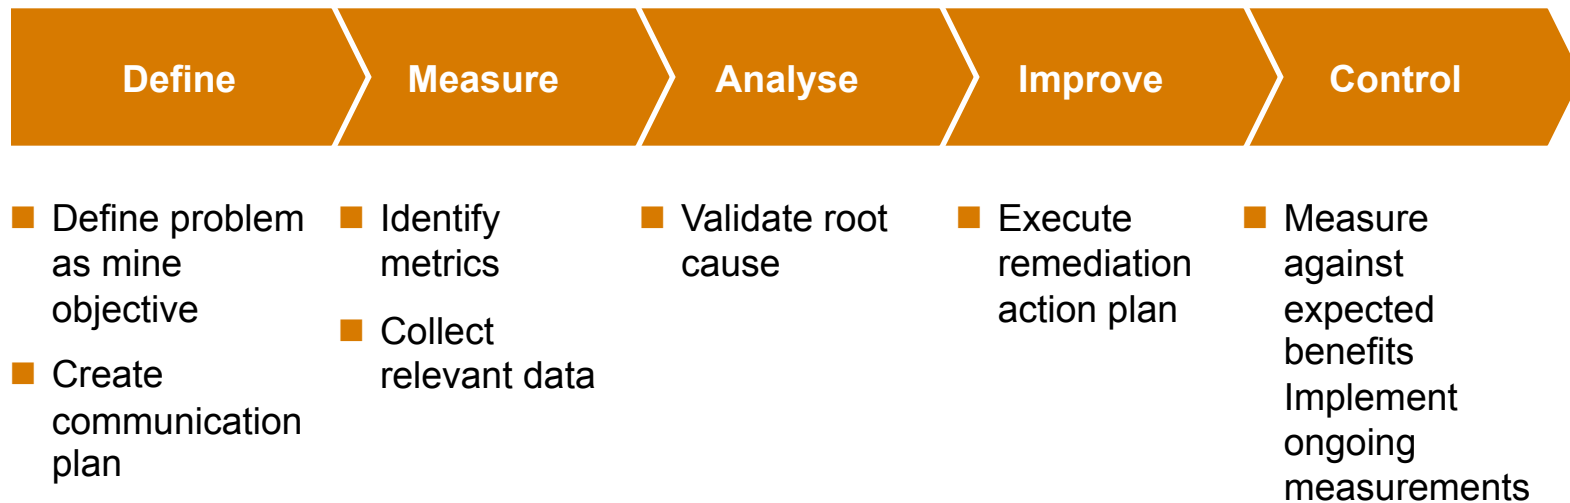 Define
Measure
Analyse
Improve
Control
Define problem
as mine
objective
Create
communication
plan
Identify
metrics
Collect
relevant data
Validate root
cause
Execute
remediation
action plan
Measure
against
expected
benefits
Implement
ongoing
measurements